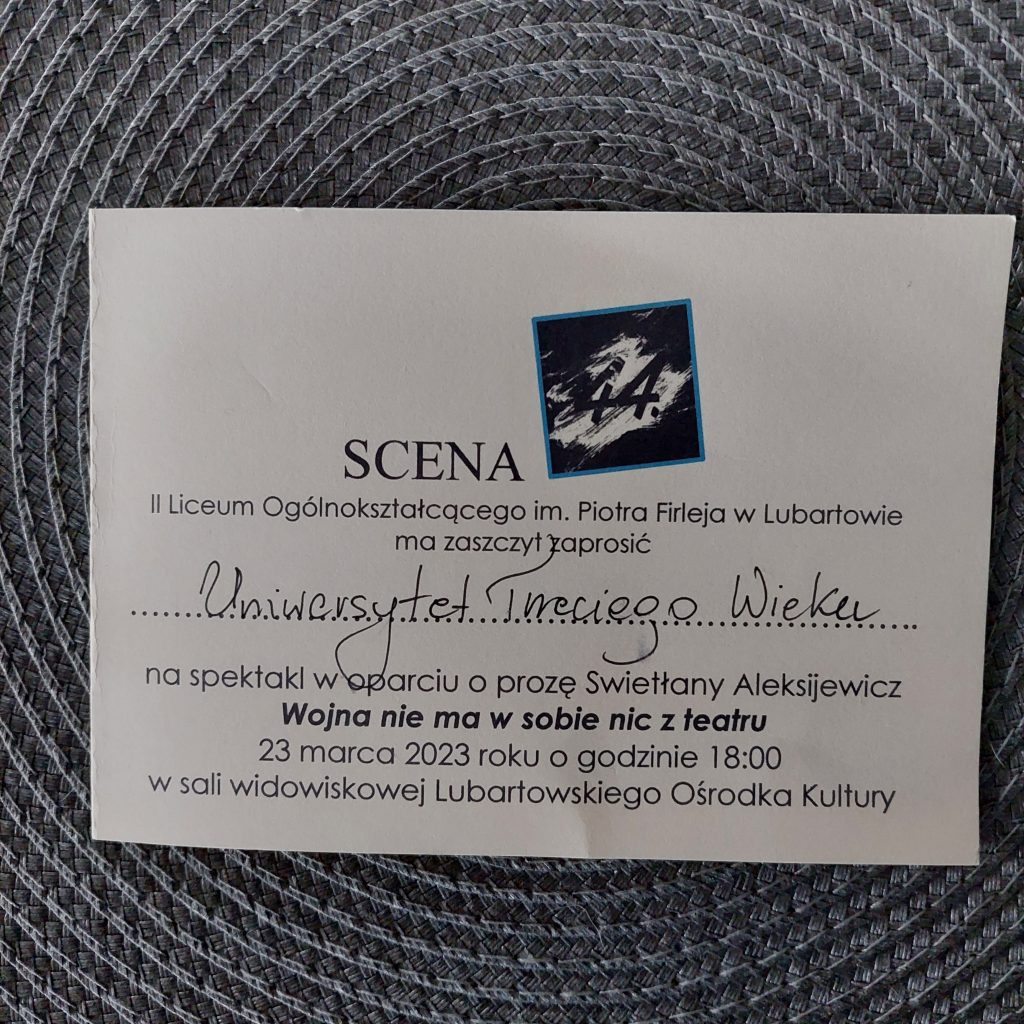 44.
SCENA
II Liceum Ogólnokształcącego im. Piotra Firleja w Lubartowie
ma zaszczyt zaprosić
Uniwersytet Trzeciego Wieku
na spektakl w oparciu o prozę Swietłany Aleksijewicz
Wojna nie ma w sobie nic z teatru
23 marca 2023 roku o godzinie 18:00
w sali widowiskowej Lubartowskiego Ośrodka Kultury